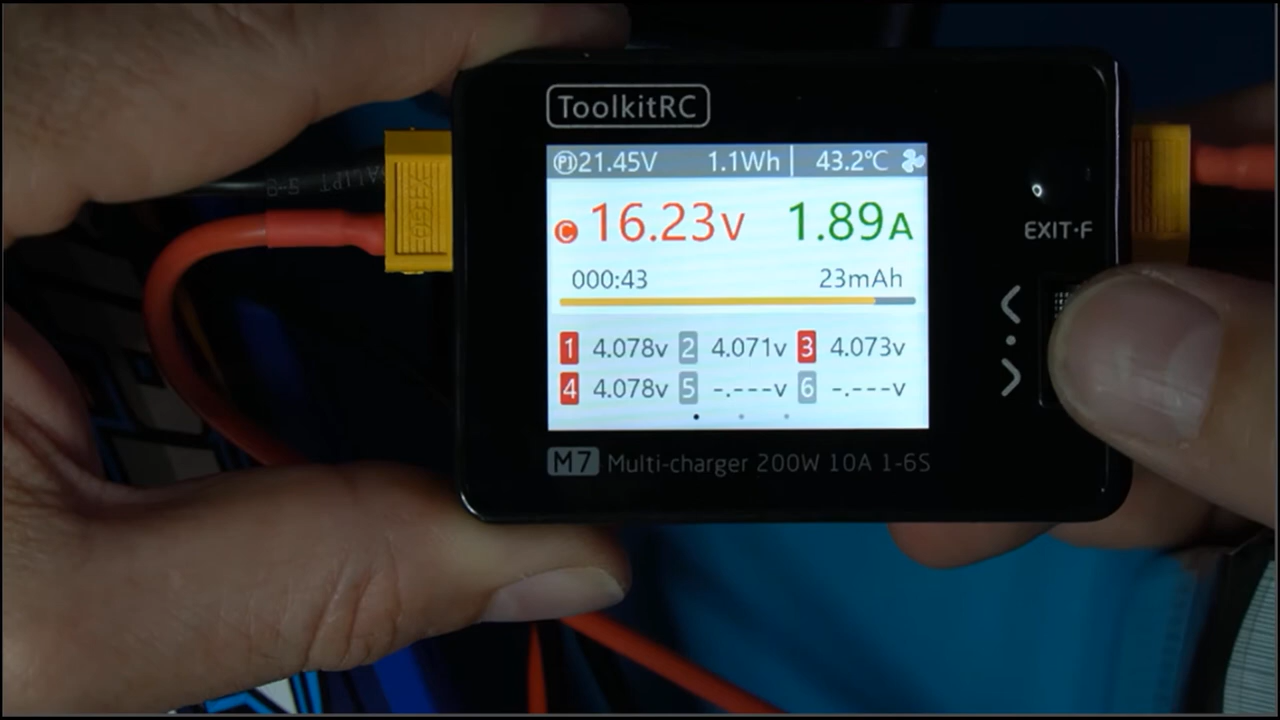 ToolkitRC
P1 21.45V 1.1Wh 43.2℃
C 16.23V 1.89A
000:43 23mAh
1 4.078v 2 4.071v 3 4.073v
4 4.078v 5 -.---v 6 -.---v
EXIT·F
M7 Multi-charger 200W 10A 1-6S